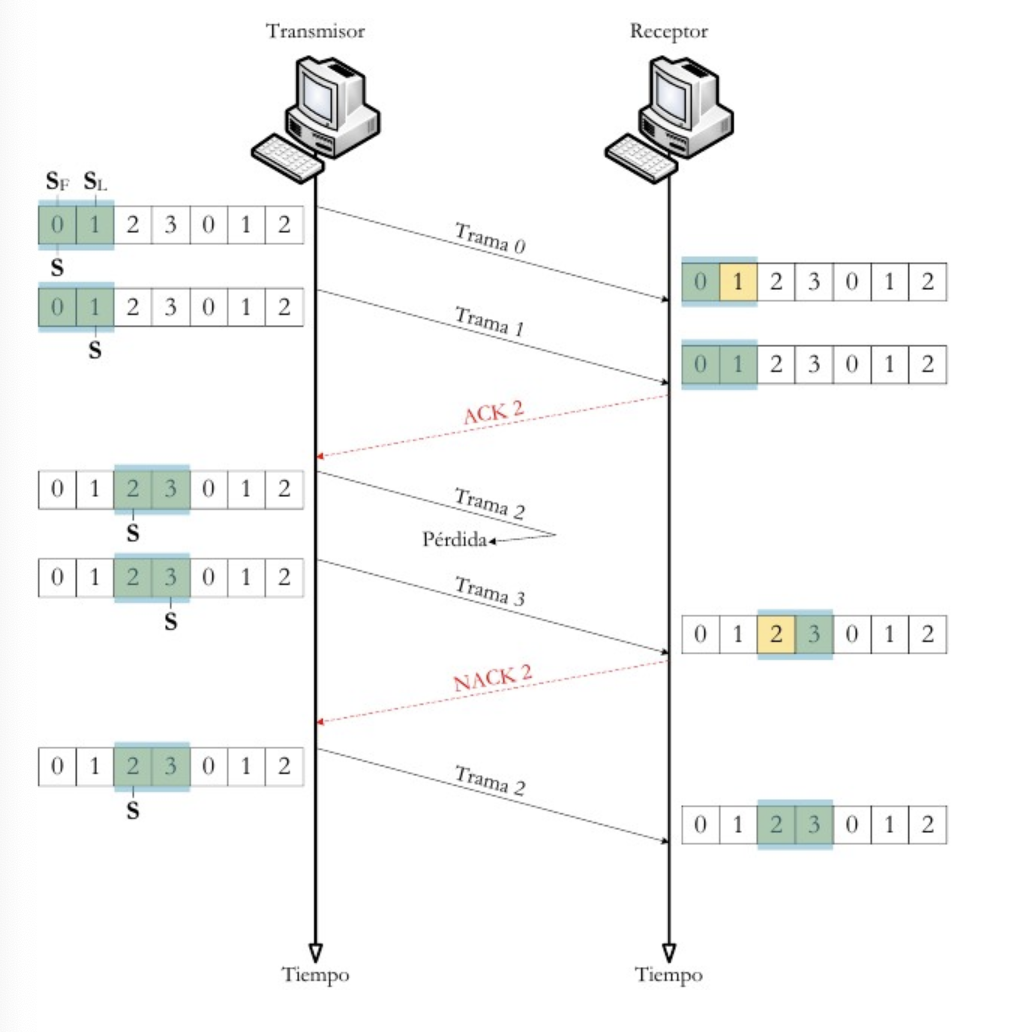 Transmisor Receptor
SF SL
0 1 2 3 0 1 2
S
Trama 0
0 1 2 3 0 1 2
0 1 2 3 0 1 2
S
Trama 1
0 1 2 3 0 1 2
ACK 2
0 1 2 3 0 1 2
S
Trama 2
Pérdida
0 1 2 3 0 1 2
S
Trama 3
0 1 2 3 0 1 2
NACK 2
0 1 2 3 0 1 2
S
Trama 2
0 1 2 3 0 1 2
Tiempo Tiempo